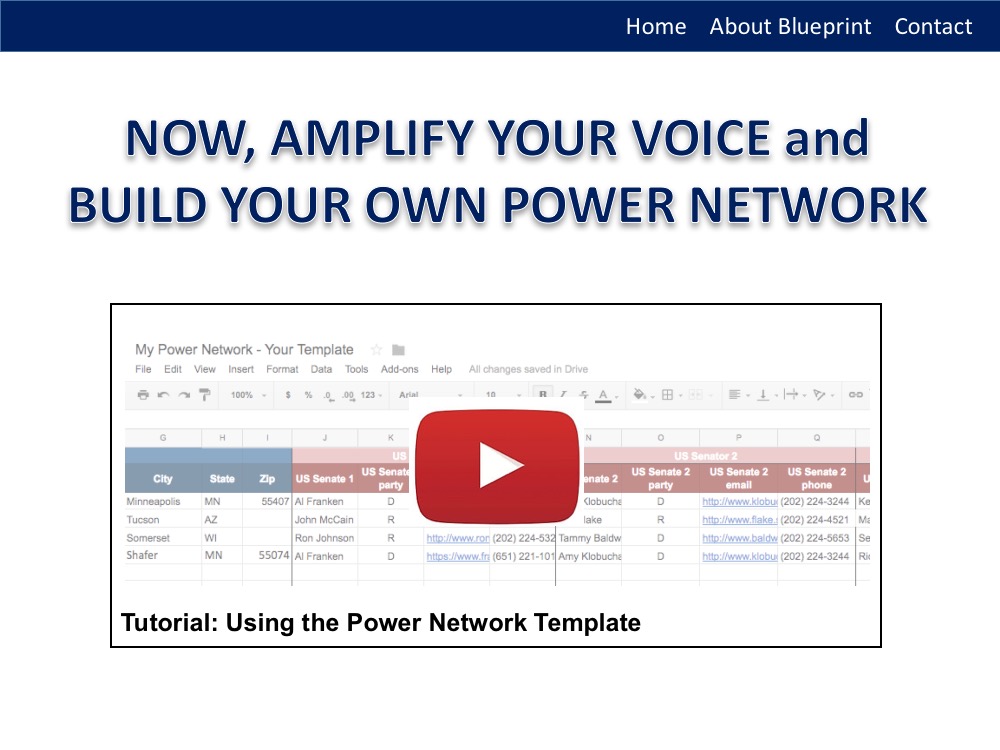 Home About Blueprint Contact
NOW, AMPLIFY YOUR VOICE and
BUILD YOUR OWN POWER NETWORK
My Power Network - Your Template
File Edit View Insert Format Data Tools Add-ons Help All changes saved in Drive
100% $ % .0 .00 123 Arial 10 B I S A
G H I J K N O P Q
US US Senator 2
City State Zip US Senate 1 US Senate party enate 2 US Senate 2 party US Senate 2 email US Senate 2 phone U
Minneapolis MN 55407 Al Franken D Klobucha D http://www.klobu (202) 224-3244 Ke
Tucson AZ John McCain R lake R http://www.flake. (202) 224-4521 Ma
Somerset WI Ron Johnson R http://www.ron (202) 224-532 Tammy Baldw D http://www.baldw (202) 224-5653 Se
Shafer MN 55074 Al Franken D https://www.fr (651) 221-101 Amy Klobucha D http://www.klobu (202) 224-3244 Ric
Tutorial: Using the Power Network Template